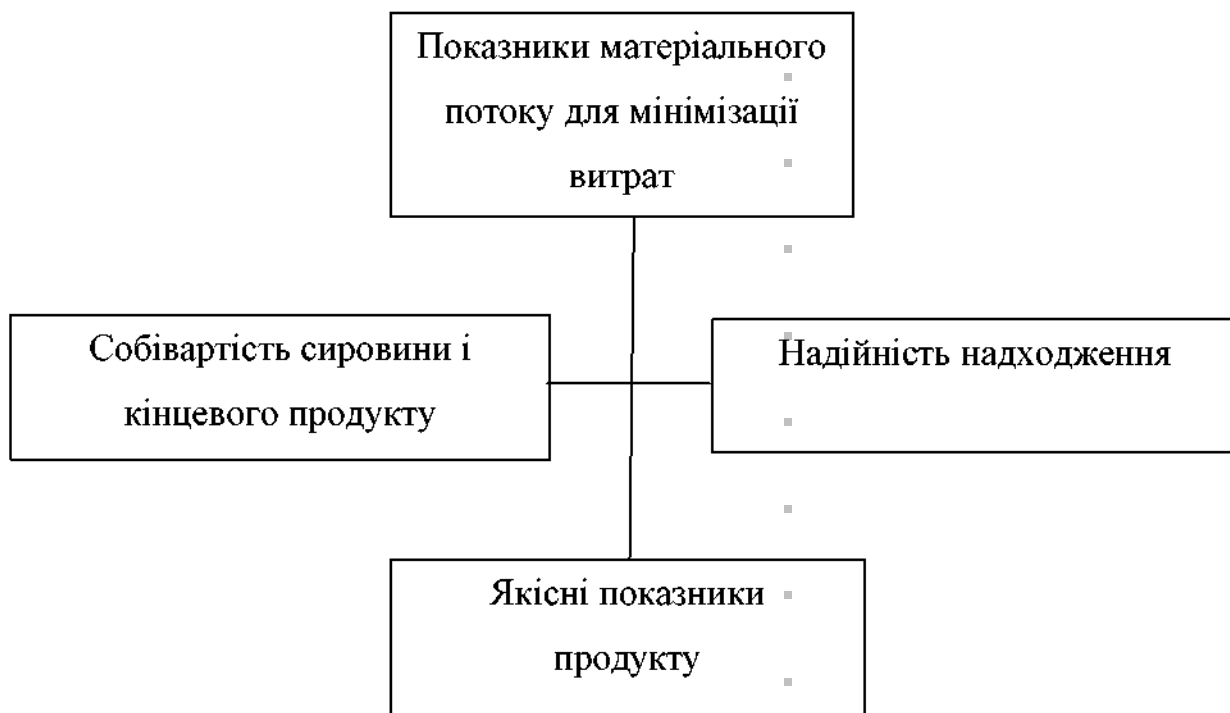 Показники матеріального
потоку для мінімізації
витрат
Собівартість сировини і
кінцевого продукту
Надійність надходження
Якісні показники
продукту